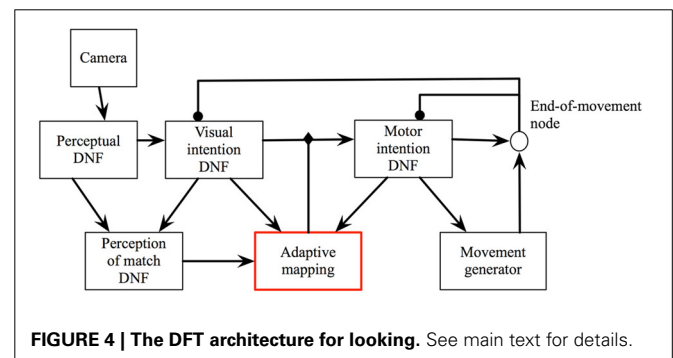 Camera
Perceptual
DNF
Visual
intention
DNF
Motor
intention
DNF
End-of-movement
node
Perception
of match
DNF
Adaptive
mapping
Movement
generator
FIGURE 4 | The DFT architecture for looking. See main text for details.